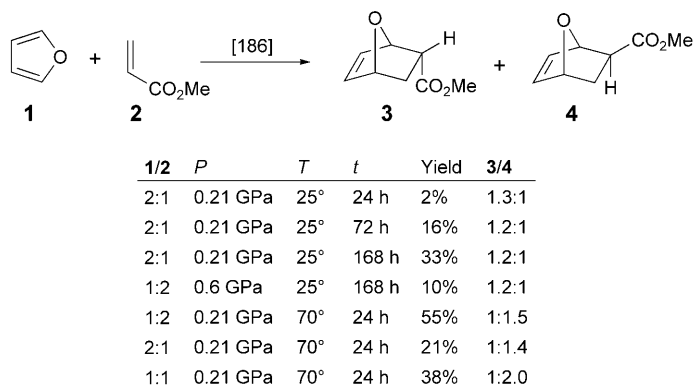 O
O
O
+
[186]
H
CO₂Me
+
CO₂Me
CO₂Me
H
1
2
3
4
1/2 P T t Yield 3/4
2:1 0.21 GPa 25° 24 h 2% 1.3:1
2:1 0.21 GPa 25° 72 h 16% 1.2:1
2:1 0.21 GPa 25° 168 h 33% 1.2:1
1:2 0.6 GPa 25° 168 h 10% 1.2:1
1:2 0.21 GPa 70° 24 h 55% 1:1.5
2:1 0.21 GPa 70° 24 h 21% 1:1.4
1:1 0.21 GPa 70° 24 h 38% 1:2.0